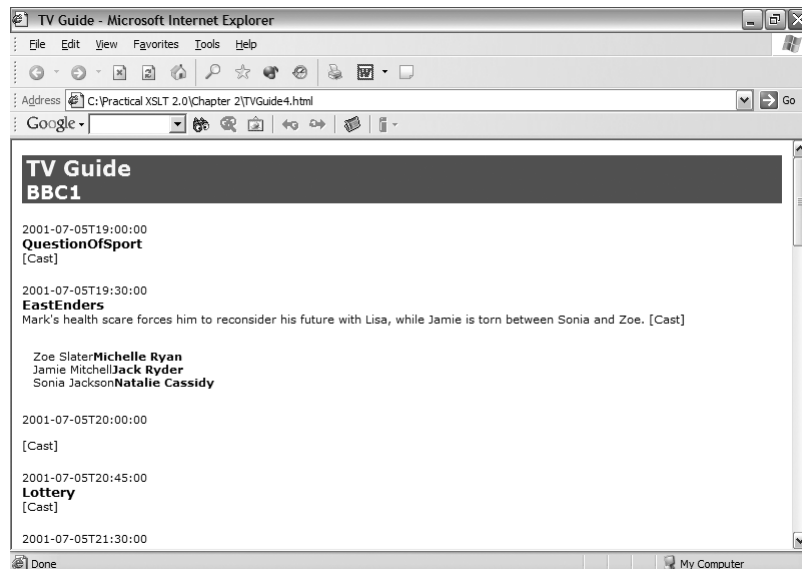 TV Guide - Microsoft Internet Explorer
File Edit View Favorites Tools Help
Address C:\Practical XSLT 2.0\Chapter 2\TVGuide4.html Go
Google
TV Guide
BBC1
2001-07-05T19:00:00
QuestionOfSport
[Cast]
2001-07-05T19:30:00
EastEnders
Mark's health scare forces him to reconsider his future with Lisa, while Jamie is torn between Sonia and Zoe. [Cast]
Zoe SlaterMichelle Ryan
Jamie MitchellJack Ryder
Sonia JacksonNatalie Cassidy
2001-07-05T20:00:00
[Cast]
2001-07-05T20:45:00
Lottery
[Cast]
2001-07-05T21:30:00
Done My Computer